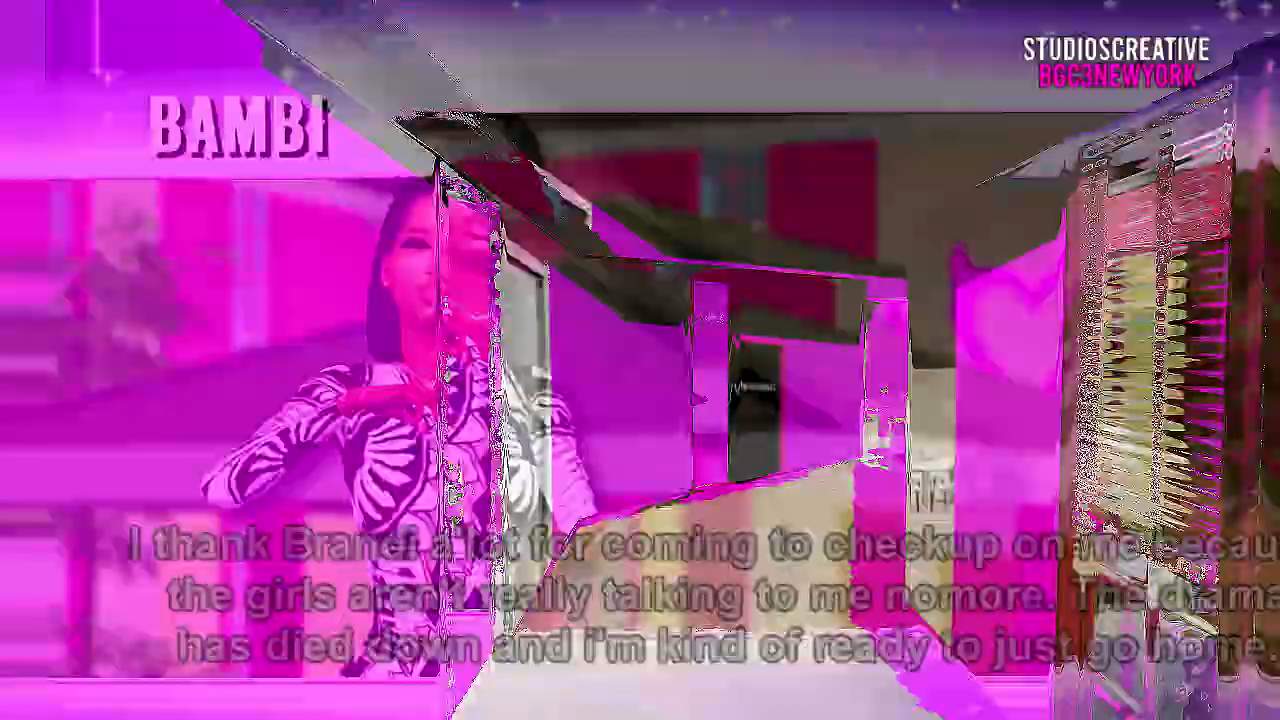 STUDIOSCREATIVE
BGC3NEWYORK
BAMBI
I thank Brandi a lot for coming to checkup on me becau
the girls aren't really talking to me nomore. The drama
has died down and i'm kind of ready to just go home.